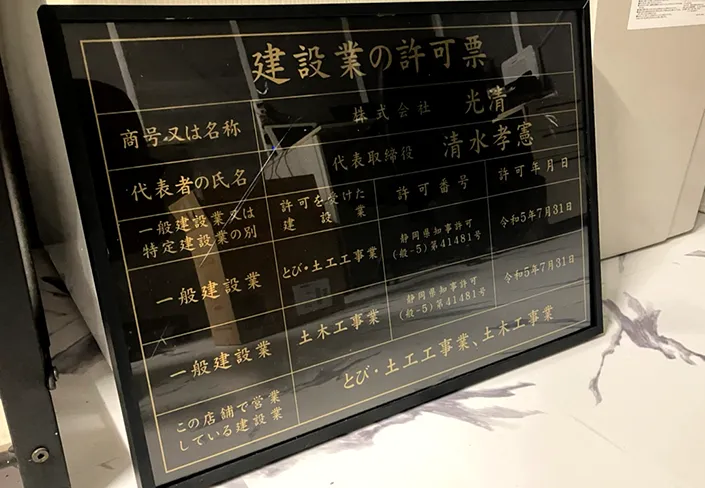 建設業の許可票
商号又は名称 株式会社 光清
代表者の氏名 代表取締役 清水孝憲
一般建設業又は
特定建設業の別
許可を受けた
建設業
許可番号
許可年月日
一般建設業
とび・土工工事業
静岡県知事許可
(般-5)第41481号
令和5年7月31日
一般建設業
土木工事業
静岡県知事許可
(般-5)第41481号
令和5年7月31日
この店舗で営業
している建設業
とび・土工工事業、土木工事業